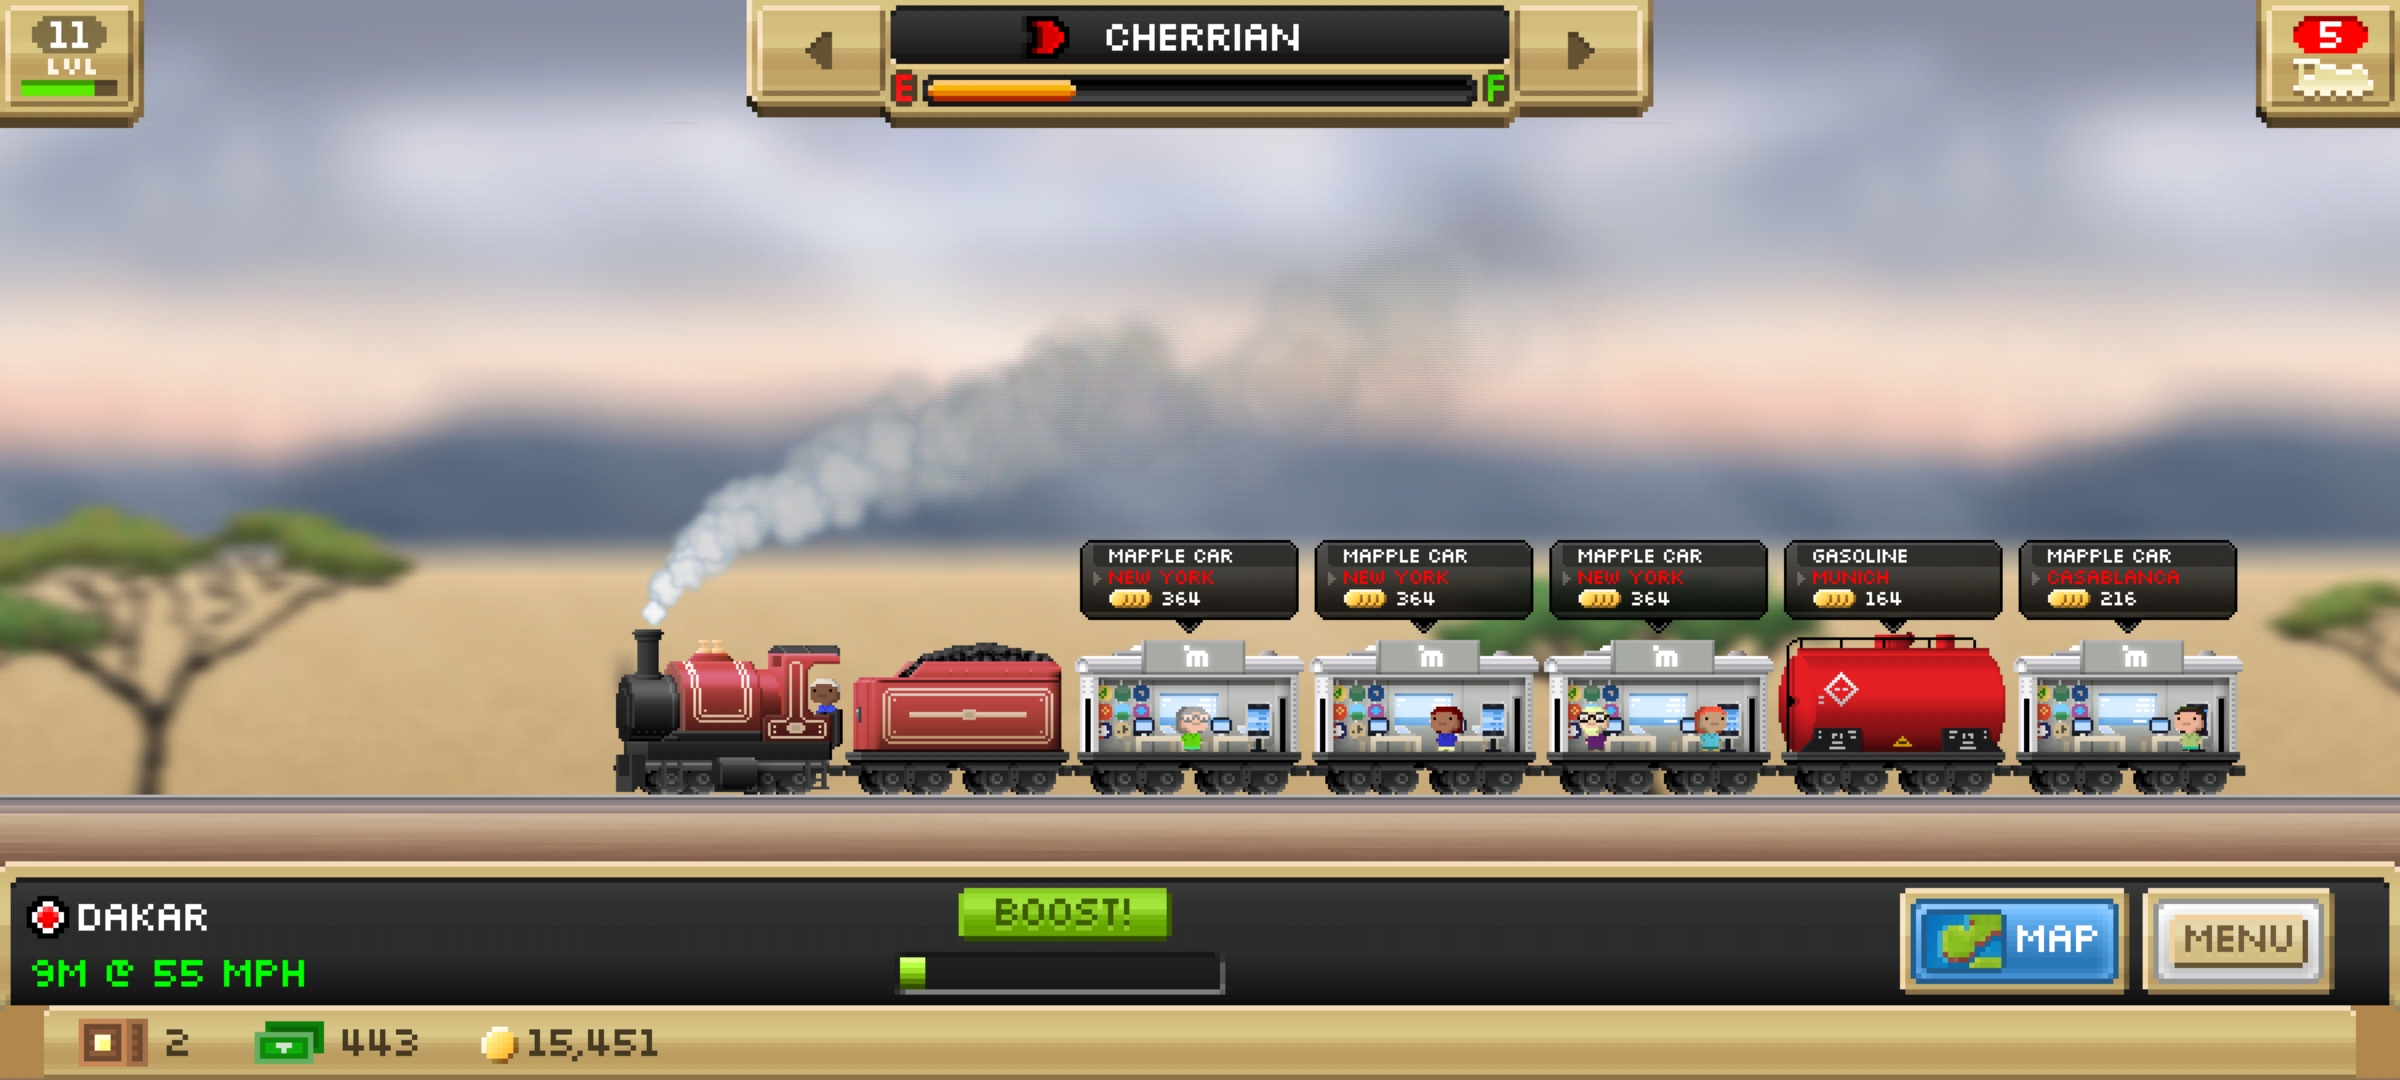 11
LVL
CHERRIAN
E F
5
MAPPLE CAR
NEW YORK
364
MAPPLE CAR
NEW YORK
364
MAPPLE CAR
NEW YORK
364
GASOLINE
MUNICH
164
MAPPLE CAR
CASABLANCA
216
m
m
m
m
DAKAR
9M @ 55 MPH
BOOST!
MAP
MENU
2
443
15,451